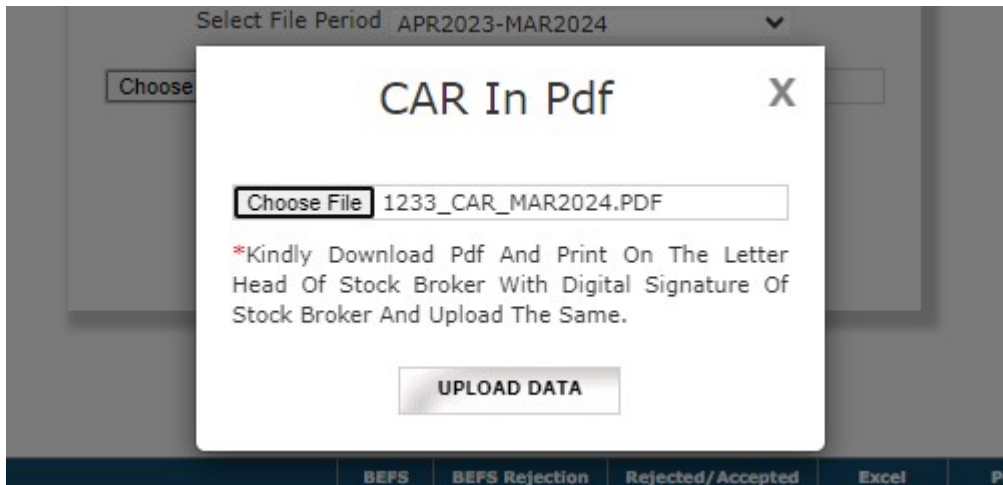 Select File Period APR2023-MAR2024
Choose
CAR In Pdf X
Choose File 1233_CAR_MAR2024.PDF
*Kindly Download Pdf And Print On The Letter
Head Of Stock Broker With Digital Signature Of
Stock Broker And Upload The Same.
UPLOAD DATA
BEFS BEFS Rejection Rejected/Accepted Excel P